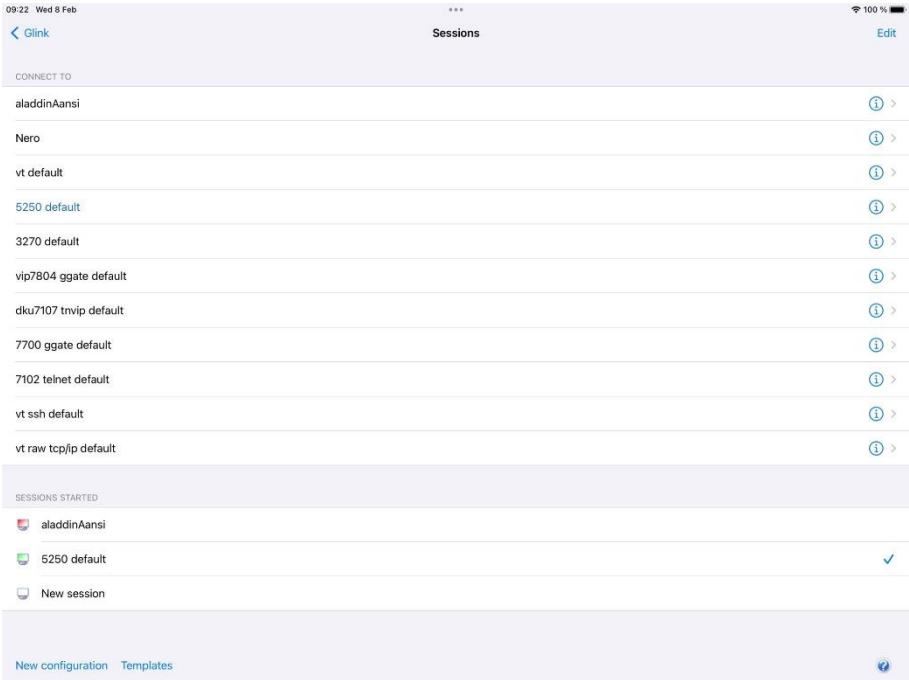 09:22 Wed 8 Feb 100 %
Glink Sessions Edit
CONNECT TO
aladdinAansi
Nero
vt default
5250 default
3270 default
vip7804 ggate default
dku7107 tnvip default
7700 ggate default
7102 telnet default
vt ssh default
vt raw tcp/ip default
SESSIONS STARTED
aladdinAansi
5250 default
New session
New configuration Templates